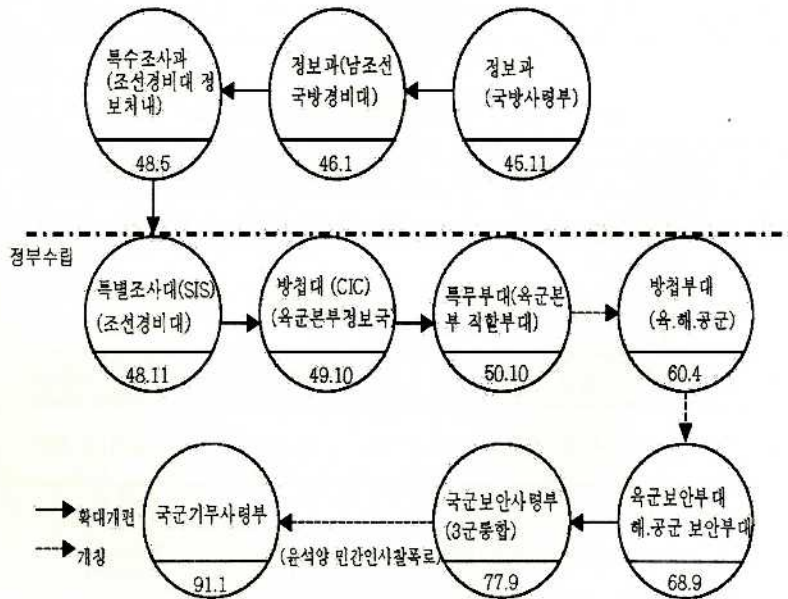 특수조사과
(조선경비대 정
보처내)
48.5
정보과(남조선
국방경비대)
46.1
정보과
(국방사령부)
45.11
정부수립
특별조사대(SIS)
(조선경비대)
48.11
방첩대 (CIC)
(육군본부정보국)
49.10
특무부대(육군본
부 직할부대)
50.10
방첩부대
(육.해.공군)
60.4
국군기무사령부
91.1
(윤석양 민간인사찰폭로)
국군보안사령부
(3군통합)
77.9
육군보안부대
해.공군 보안부대
68.9
확대개편
개칭